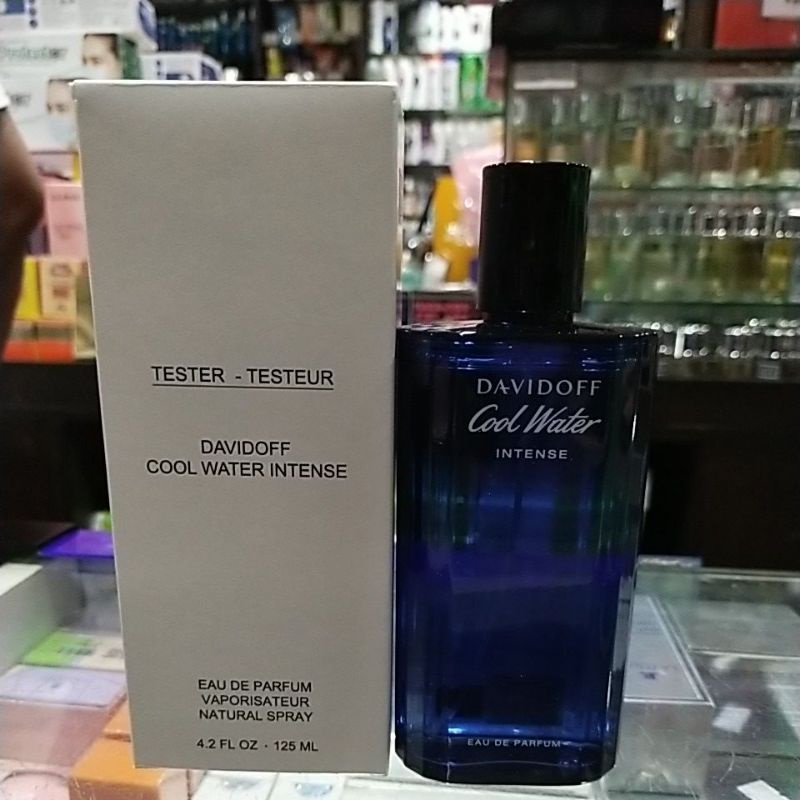 TESTER - TESTEUR
DAVIDOFF
COOL WATER INTENSE
EAU DE PARFUM
VAPORISATEUR
NATURAL SPRAY
4.2 FL OZ · 125 ML
DAVIDOFF
Cool Water
INTENSE
EAU DE PARFUM